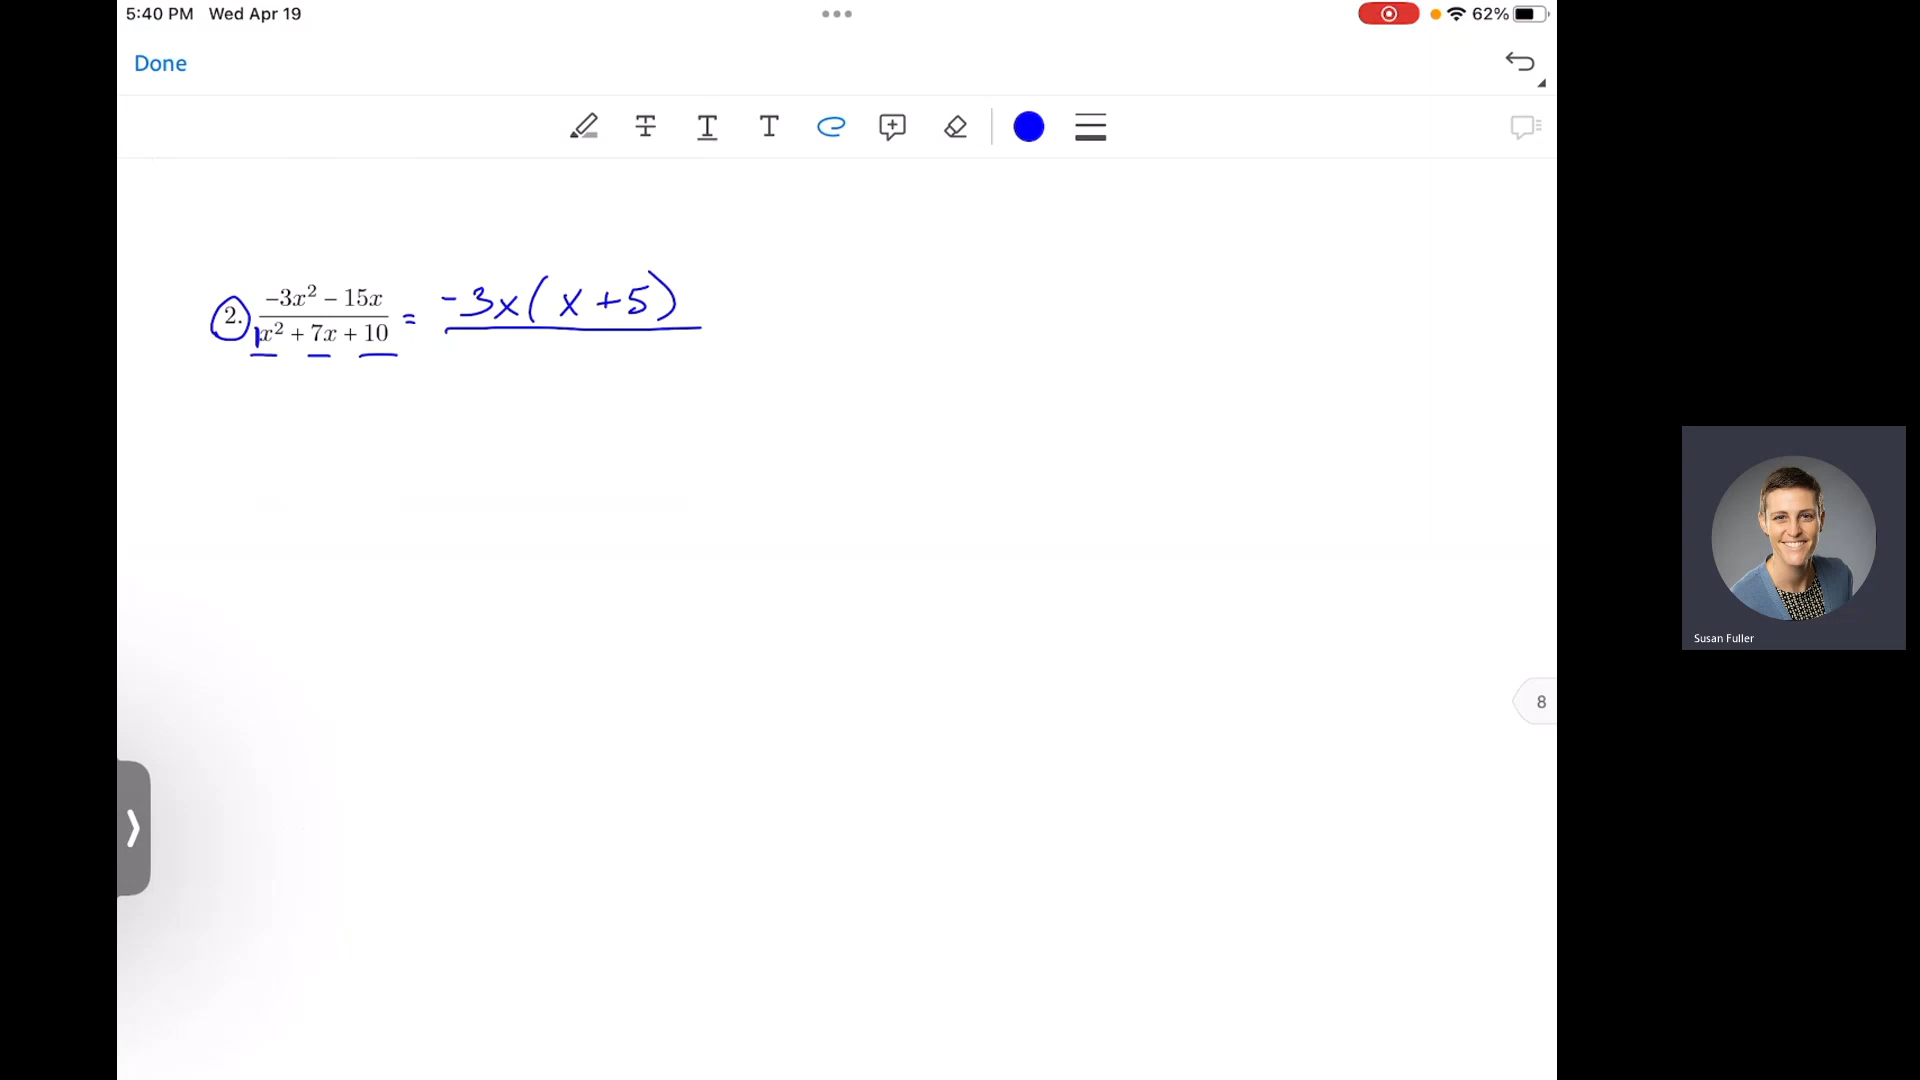 5:40 PM Wed Apr 19
62%
Done
2. −3x² − 15x / x² + 7x + 10 = -3x(x+5)
1
8
Susan Fuller